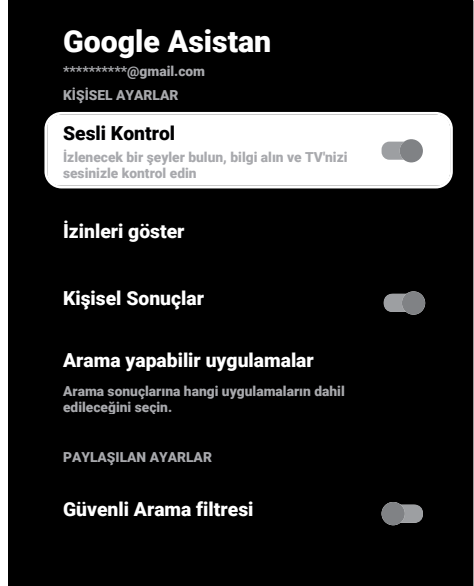 Google Asistan
**********@gmail.com
KİŞİSEL AYARLAR
Sesli Kontrol
İzlenecek bir şeyler bulun, bilgi alın ve TV'nizi
sesinizle kontrol edin
İzinleri göster
Kişisel Sonuçlar
Arama yapabilir uygulamalar
Arama sonuçlarına hangi uygulamaların dahil
edileceğini seçin.
PAYLAŞILAN AYARLAR
Güvenli Arama filtresi